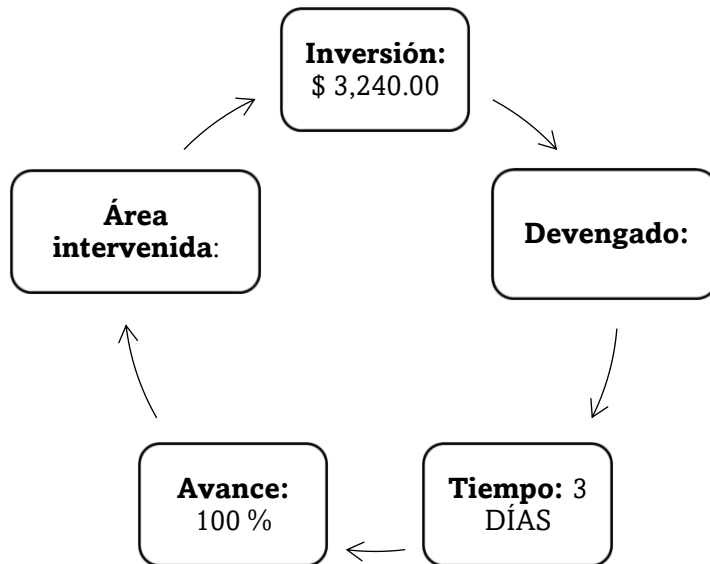 Inversión:
$ 3,240.00
Devengado:
Tiempo: 3
DÍAS
Avance:
100 %
Área
intervenida: